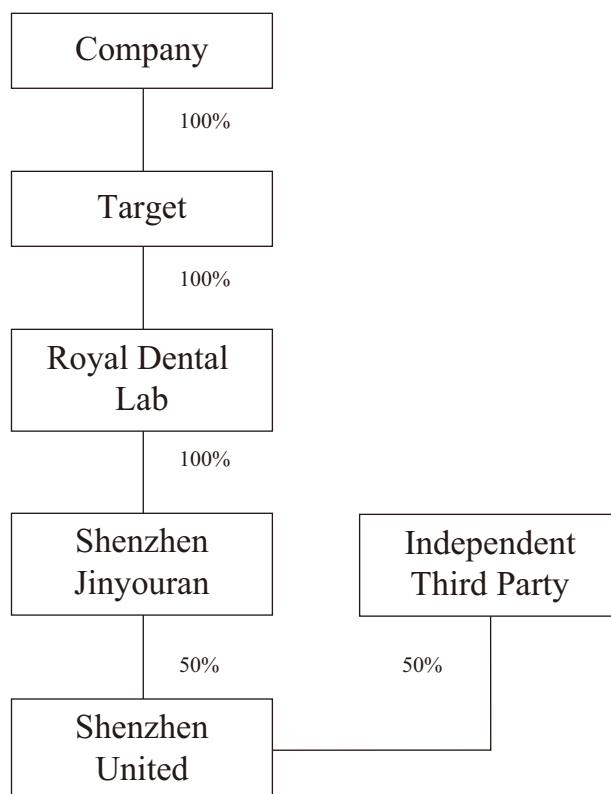 Company
100%
Target
100%
Royal Dental
Lab
100%
Shenzhen
Jinyouran
Independent
Third Party
50%
50%
Shenzhen
United